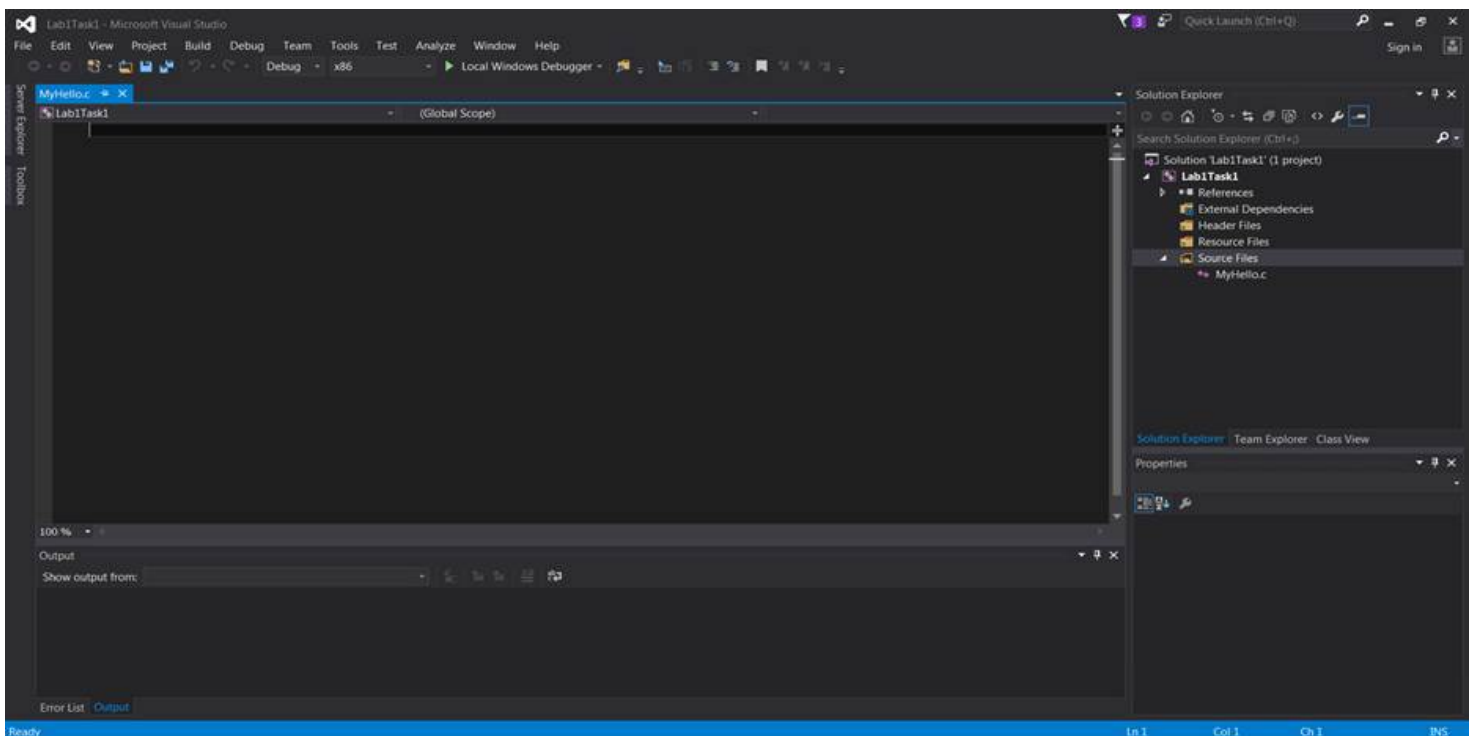 Lab1Task1 - Microsoft Visual Studio
3
Quick Launch (Ctrl+Q)
File Edit View Project Build Debug Team Tools Test Analyze Window Help
Sign in
Debug x86 Local Windows Debugger
Server Explorer
Toolbox
MyHello.c
Lab1Task1 (Global Scope)
100 %
Output
Show output from:
Error List Output
Solution Explorer
Search Solution Explorer (Ctrl+;)
Solution 'Lab1Task1' (1 project)
Lab1Task1
References
External Dependencies
Header Files
Resource Files
Source Files
MyHello.c
Solution Explorer Team Explorer Class View
Properties
Ready Ln 1 Col 1 Ch 1 INS